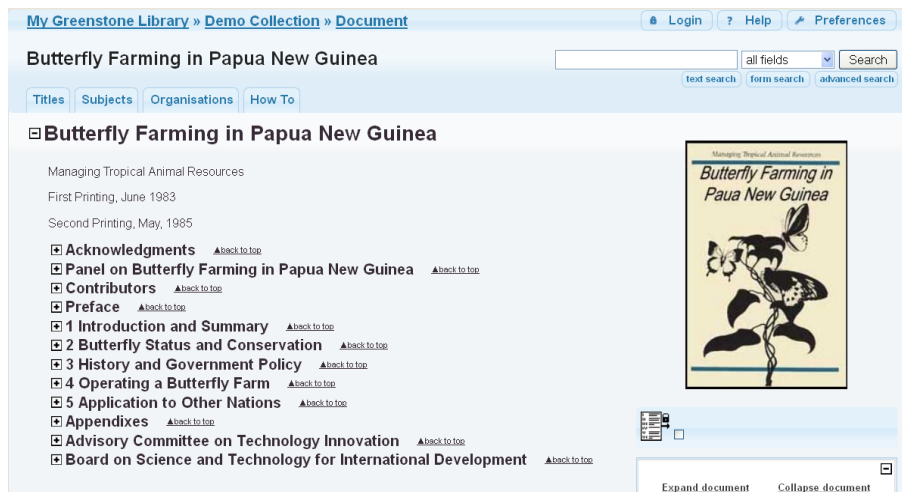 My Greenstone Library » Demo Collection » Document
Login ? Help Preferences
Butterfly Farming in Papua New Guinea
all fields Search
text search form search advanced search
Titles Subjects Organisations How To
Butterfly Farming in Papua New Guinea
Managing Tropical Animal Resources
First Printing, June 1983
Second Printing, May, 1985
Acknowledgments ▲back to top
Panel on Butterfly Farming in Papua New Guinea ▲back to top
Contributors ▲back to top
Preface ▲back to top
1 Introduction and Summary ▲back to top
2 Butterfly Status and Conservation ▲back to top
3 History and Government Policy ▲back to top
4 Operating a Butterfly Farm ▲back to top
5 Application to Other Nations ▲back to top
Appendixes ▲back to top
Advisory Committee on Technology Innovation ▲back to top
Board on Science and Technology for International Development ▲back to top
Managing Tropical Animal Resources
Butterfly Farming in
Paua New Guinea
Expand document Collapse document